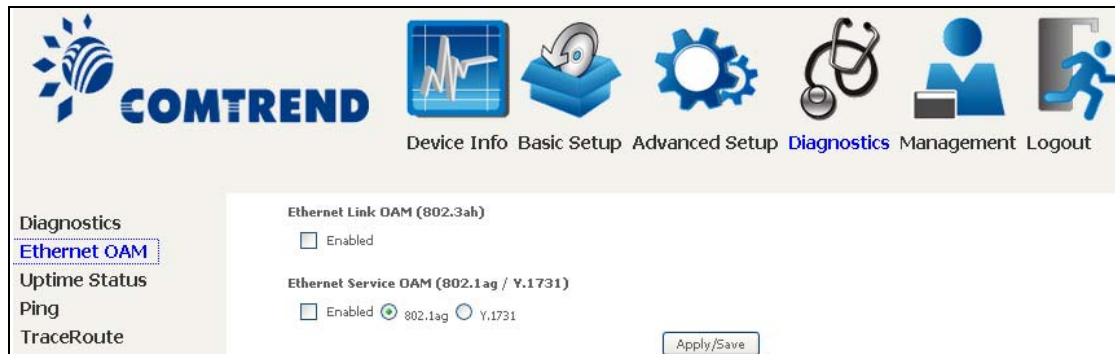 COMTREND
Device Info Basic Setup Advanced Setup Diagnostics Management Logout
Diagnostics
Ethernet OAM
Uptime Status
Ping
TraceRoute
Ethernet Link OAM (802.3ah)
Enabled
Ethernet Service OAM (802.1ag / Y.1731)
Enabled 802.1ag Y.1731
Apply/Save